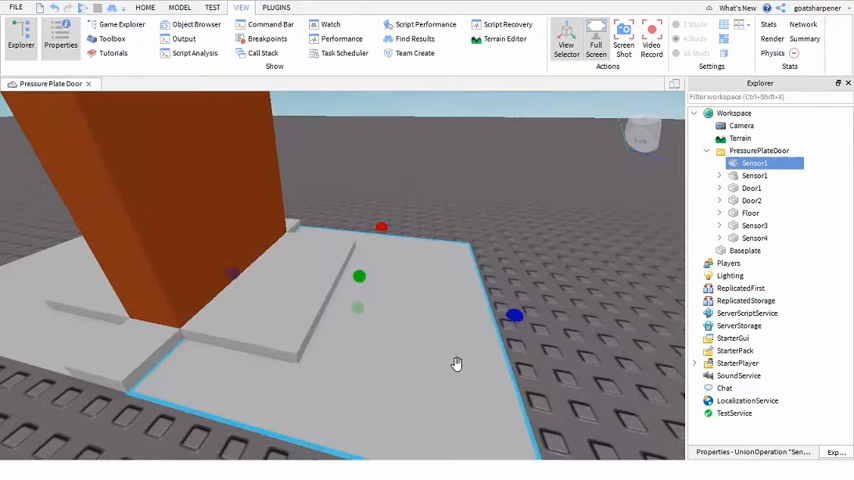 FILE HOME MODEL TEST VIEW PLUGINS What's New goatsharpener
Game Explorer Object Browser Command Bar Watch Script Performance Script Recovery 2 Studs Stats Network
Toolbox Output Breakpoints Performance Find Results Terrain Editor 4 Studs Render Summary
Explorer Properties Tutorials Script Analysis Call Stack Task Scheduler Team Create View Selector Full Screen Screen Shot Video Record 16 Studs Physics
Show Actions Settings Stats
Pressure Plate Door Explorer
Filter workspace (Ctrl+Shift+X)
Workspace
Camera
Terrain
PressurePlateDoor
Sensor1
Sensor1
Door1
Door2
Floor
Sensor3
Sensor4
Baseplate
Players
Lighting
ReplicatedFirst
ReplicatedStorage
ServerScriptService
ServerStorage
StarterGui
StarterPack
StarterPlayer
SoundService
Chat
LocalizationService
TestService
Properties - UnionOperation "Sen... Exp...